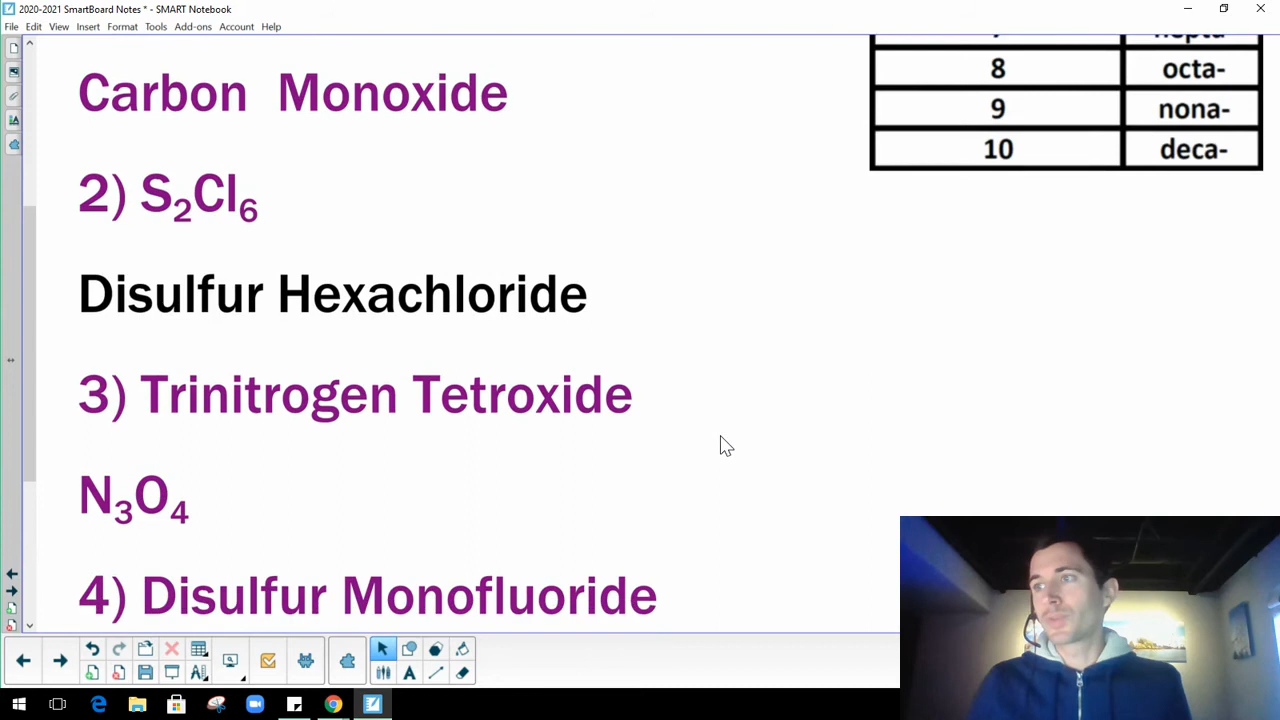 2020-2021 SmartBoard Notes * - SMART Notebook
File Edit View Insert Format Tools Add-ons Account Help
Carbon Monoxide
8 octa-
9 nona-
10 deca-
2) S₂Cl₆
Disulfur Hexachloride
3) Trinitrogen Tetroxide
N₃O₄
4) Disulfur Monofluoride